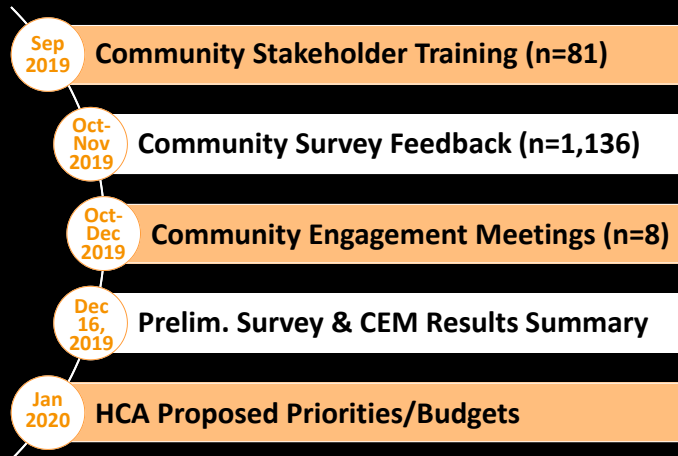 Sep
2019
Community Stakeholder Training (n=81)
Oct-
Nov
2019
Community Survey Feedback (n=1,136)
Oct-
Dec
2019
Community Engagement Meetings (n=8)
Dec
16,
2019
Prelim. Survey & CEM Results Summary
Jan
2020
HCA Proposed Priorities/Budgets